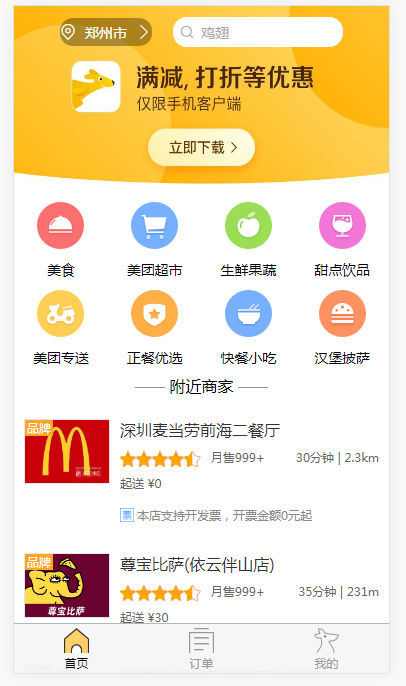 郑州市
鸡翅
满减, 打折等优惠
仅限手机客户端
立即下载
美食 美团超市 生鲜果蔬 甜点饮品
美团专送 正餐优选 快餐小吃 汉堡披萨
附近商家
品牌
深圳麦当劳前海二餐厅
月售999+ 30分钟 | 2.3km
起送 ¥0
票 本店支持开发票，开票金额0元起
品牌
尊宝比萨
尊宝比萨(依云伴山店)
月售999+ 35分钟 | 231m
起送 ¥30
首页 订单 我的